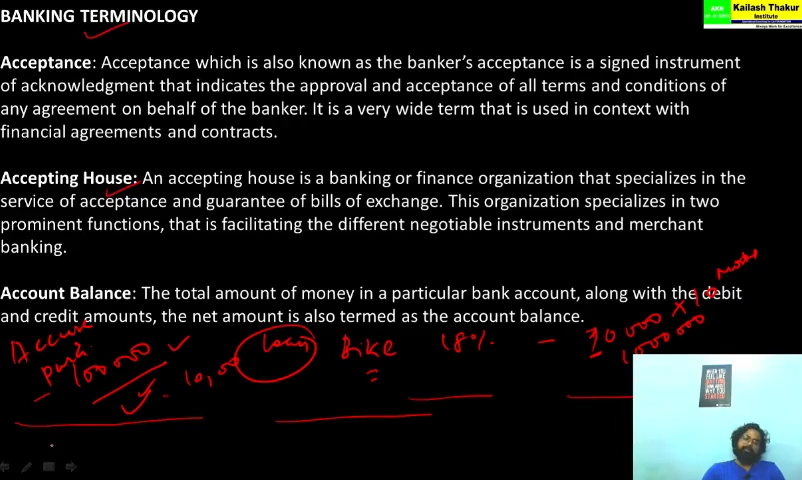 BANKING TERMINOLOGY
Kailash Thakur
Institute
Acceptance: Acceptance which is also known as the banker's acceptance is a signed instrument
of acknowledgment that indicates the approval and acceptance of all terms and conditions of
any agreement on behalf of the banker. It is a very wide term that is used in context with
financial agreements and contracts.
Accepting House: An accepting house is a banking or finance organization that specializes in the
service of acceptance and guarantee of bills of exchange. This organization specializes in two
prominent functions, that is facilitating the different negotiable instruments and merchant
banking.
Account Balance: The total amount of money in a particular bank account, along with the debit
and credit amounts, the net amount is also termed as the account balance.
loan Bike 18% -